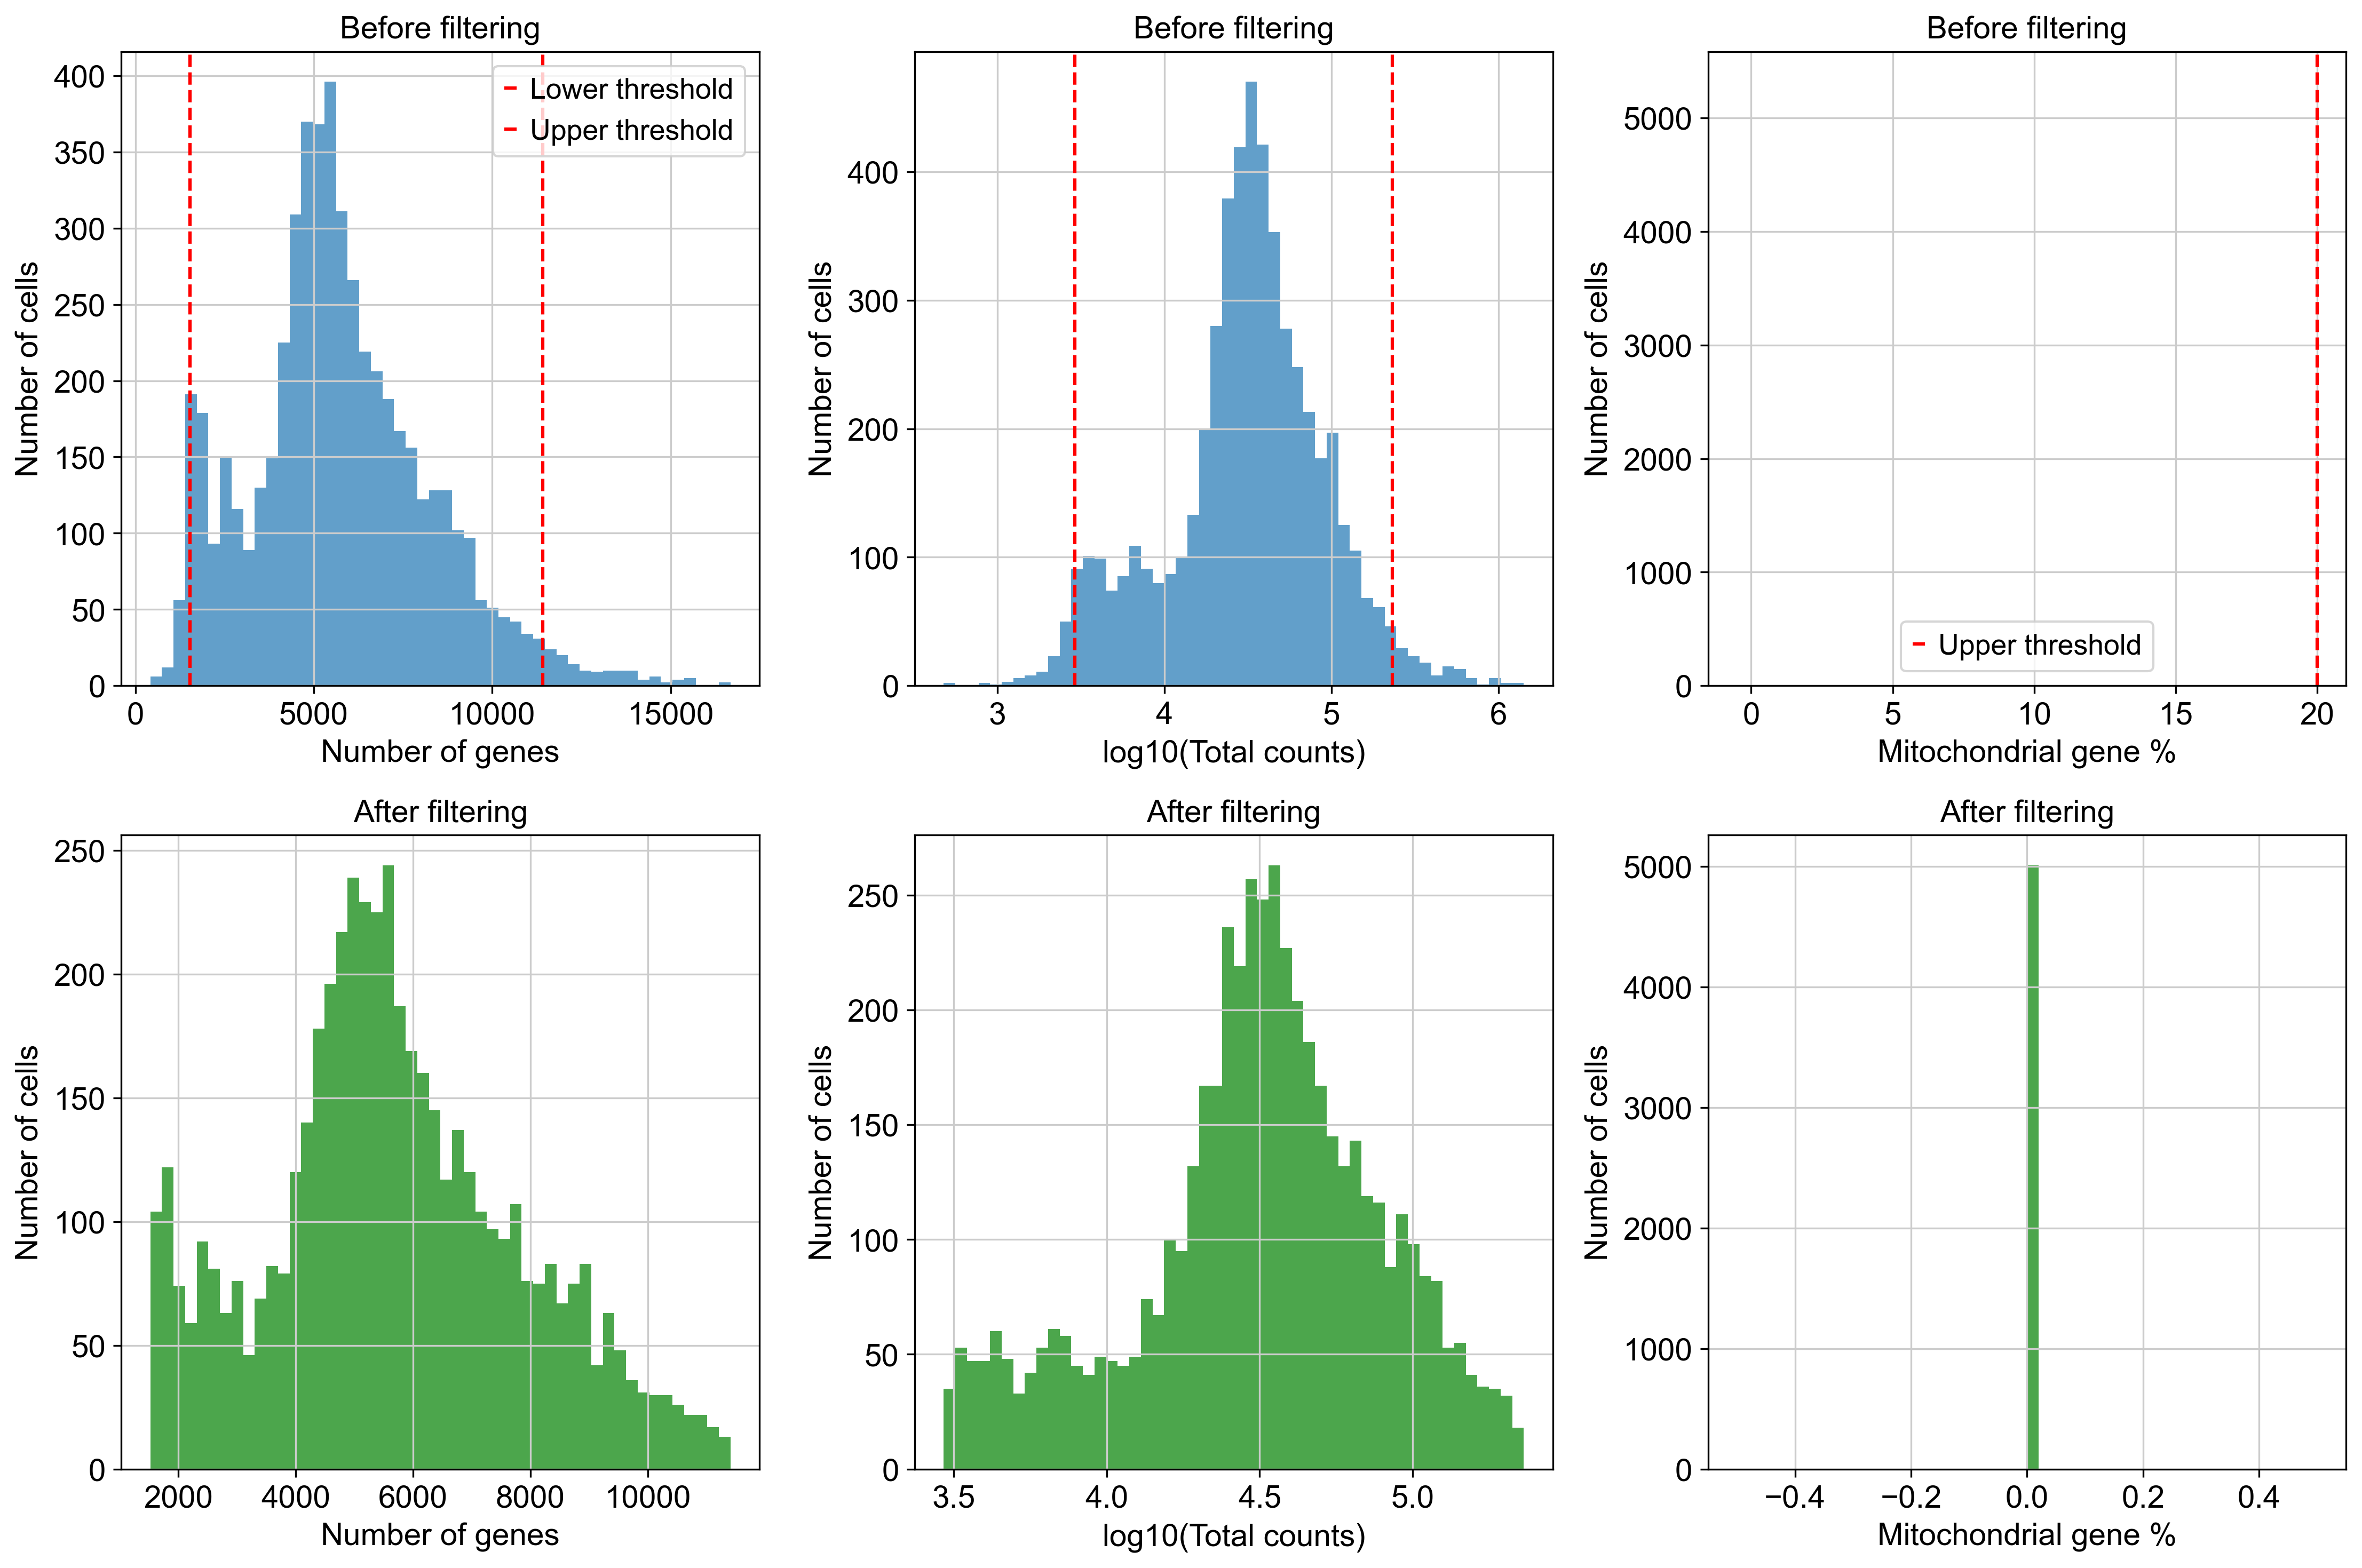 Before filtering
Lower threshold
Upper threshold
400
350
300
250
200
150
100
50
0
Number of cells
0 5000 10000 15000
Number of genes
Before filtering
400
300
200
100
0
Number of cells
3 4 5 6
log10(Total counts)
Before filtering
5000
4000
3000
2000
1000
0
Number of cells
Upper threshold
0 5 10 15 20
Mitochondrial gene %
After filtering
250
200
150
100
50
0
Number of cells
2000 4000 6000 8000 10000
Number of genes
After filtering
250
200
150
100
50
0
Number of cells
3.5 4.0 4.5 5.0
log10(Total counts)
After filtering
5000
4000
3000
2000
1000
0
Number of cells
−0.4 −0.2 0.0 0.2 0.4
Mitochondrial gene %